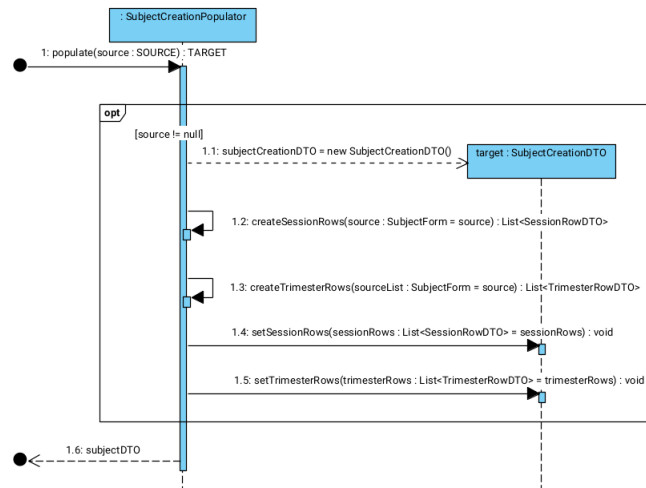 : SubjectCreationPopulator
1: populate(source : SOURCE) : TARGET
opt
[source != null]
1.1: subjectCreationDTO = new SubjectCreationDTO()
target : SubjectCreationDTO
1.2: createSessionRows(source : SubjectForm = source) : List<SessionRowDTO>
1.3: createTrimesterRows(sourceList : SubjectForm = source) : List<TrimesterRowDTO>
1.4: setSessionRows(sessionRows : List<SessionRowDTO> = sessionRows) : void
1.5: setTrimesterRows(trimesterRows : List<TrimesterRowDTO> = trimesterRows) : void
1.6: subjectDTO